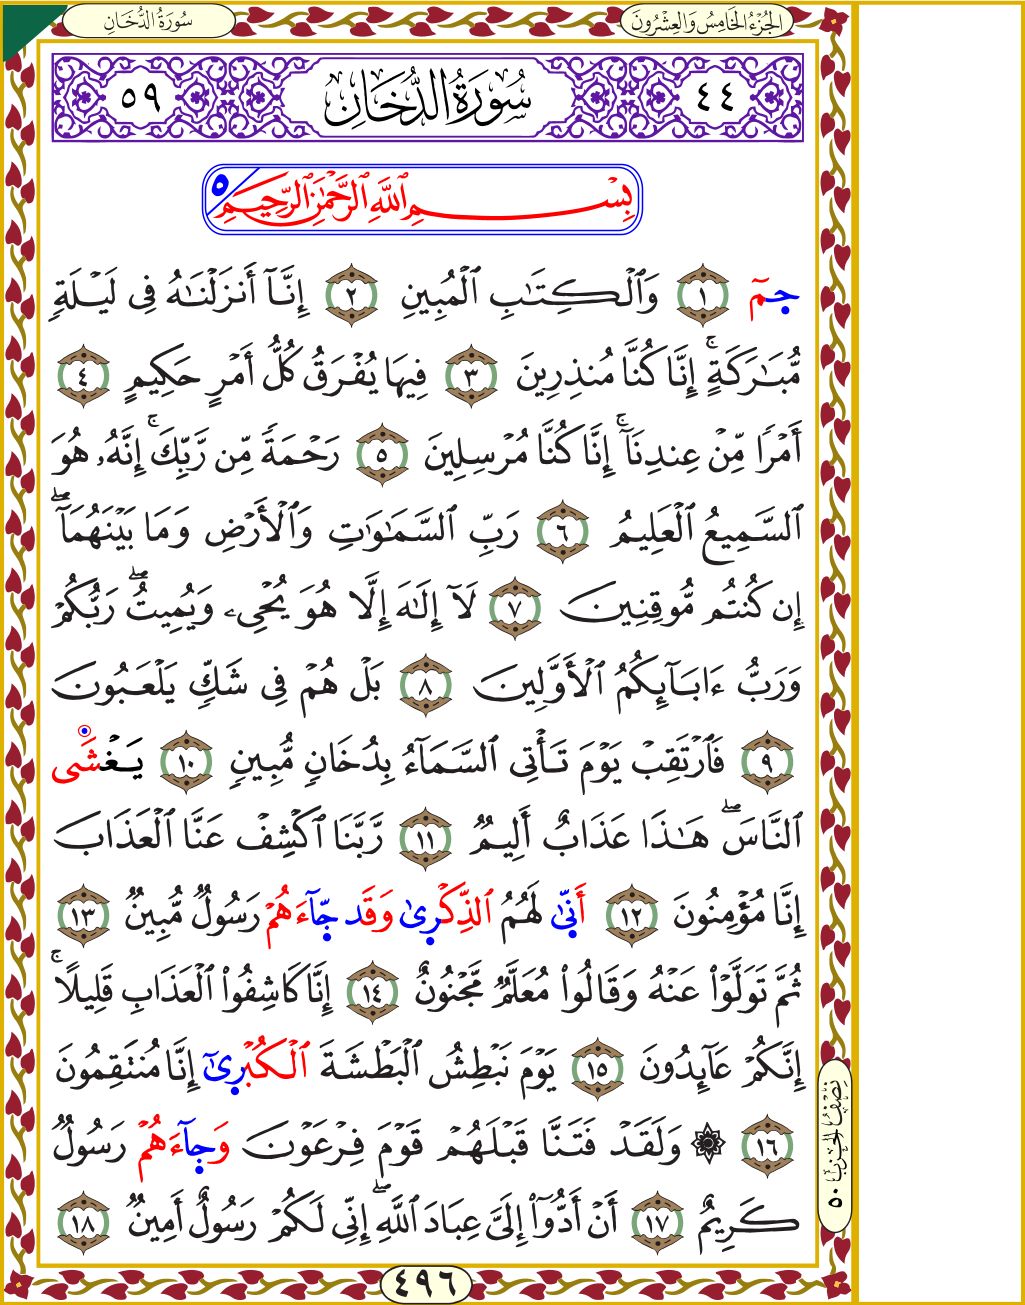 الجُزْءُ الخَامِسُ وَالعِشْرُونَ
سُورَةُ الدُّخَانِ
٤٤ سُورَةُ الدُّخَانِ ٥٩
بِسْمِ ٱللَّهِ ٱلرَّحْمَٰنِ ٱلرَّحِيمِ ٥
حمٓ ١ وَٱلْكِتَٰبِ ٱلْمُبِينِ ٢ إِنَّآ أَنزَلْنَٰهُ فِى لَيْلَةٍ
مُّبَٰرَكَةٍۚ إِنَّا كُنَّا مُنذِرِينَ ٣ فِيهَا يُفْرَقُ كُلُّ أَمْرٍ حَكِيمٍ ٤
أَمْرًا مِّنْ عِندِنَآۚ إِنَّا كُنَّا مُرْسِلِينَ ٥ رَحْمَةً مِّن رَّبِّكَۚ إِنَّهُۥ هُوَ
ٱلسَّمِيعُ ٱلْعَلِيمُ ٦ رَبِّ ٱلسَّمَٰوَٰتِ وَٱلْأَرْضِ وَمَا بَيْنَهُمَآۖ
إِن كُنتُم مُّوقِنِينَ ٧ لَآ إِلَٰهَ إِلَّا هُوَ يُحْىِۦ وَيُمِيتُۖ رَبُّكُمْ
وَرَبُّ ءَابَآئِكُمُ ٱلْأَوَّلِينَ ٨ بَلْ هُمْ فِى شَكٍّ يَلْعَبُونَ
٩ فَٱرْتَقِبْ يَوْمَ تَأْتِى ٱلسَّمَآءُ بِدُخَانٍ مُّبِينٍ ١٠ يَغْشَى
ٱلنَّاسَۖ هَٰذَا عَذَابٌ أَلِيمٌ ١١ رَّبَّنَا ٱكْشِفْ عَنَّا ٱلْعَذَابَ
إِنَّا مُؤْمِنُونَ ١٢ أَنَّىٰ لَهُمُ ٱلذِّكْرَىٰ وَقَدْ جَآءَهُمْ رَسُولٌ مُّبِينٌ ١٣
ثُمَّ تَوَلَّوْا۟ عَنْهُ وَقَالُوا۟ مُعَلَّمٌ مَّجْنُونٌ ١٤ إِنَّا كَاشِفُوا۟ ٱلْعَذَابِ قَلِيلًاۚ
إِنَّكُمْ عَآئِدُونَ ١٥ يَوْمَ نَبْطِشُ ٱلْبَطْشَةَ ٱلْكُبْرَىٰٓ إِنَّا مُنتَقِمُونَ
١٦ ۞ وَلَقَدْ فَتَنَّا قَبْلَهُمْ قَوْمَ فِرْعَوْنَ وَجَآءَهُمْ رَسُولٌ
كَرِيمٌ ١٧ أَنْ أَدُّوٓا۟ إِلَىَّ عِبَادَ ٱللَّهِۖ إِنِّى لَكُمْ رَسُولٌ أَمِينٌ ١٨
نِصْفُ الحِزْبِ ٥٠
٤٩٦